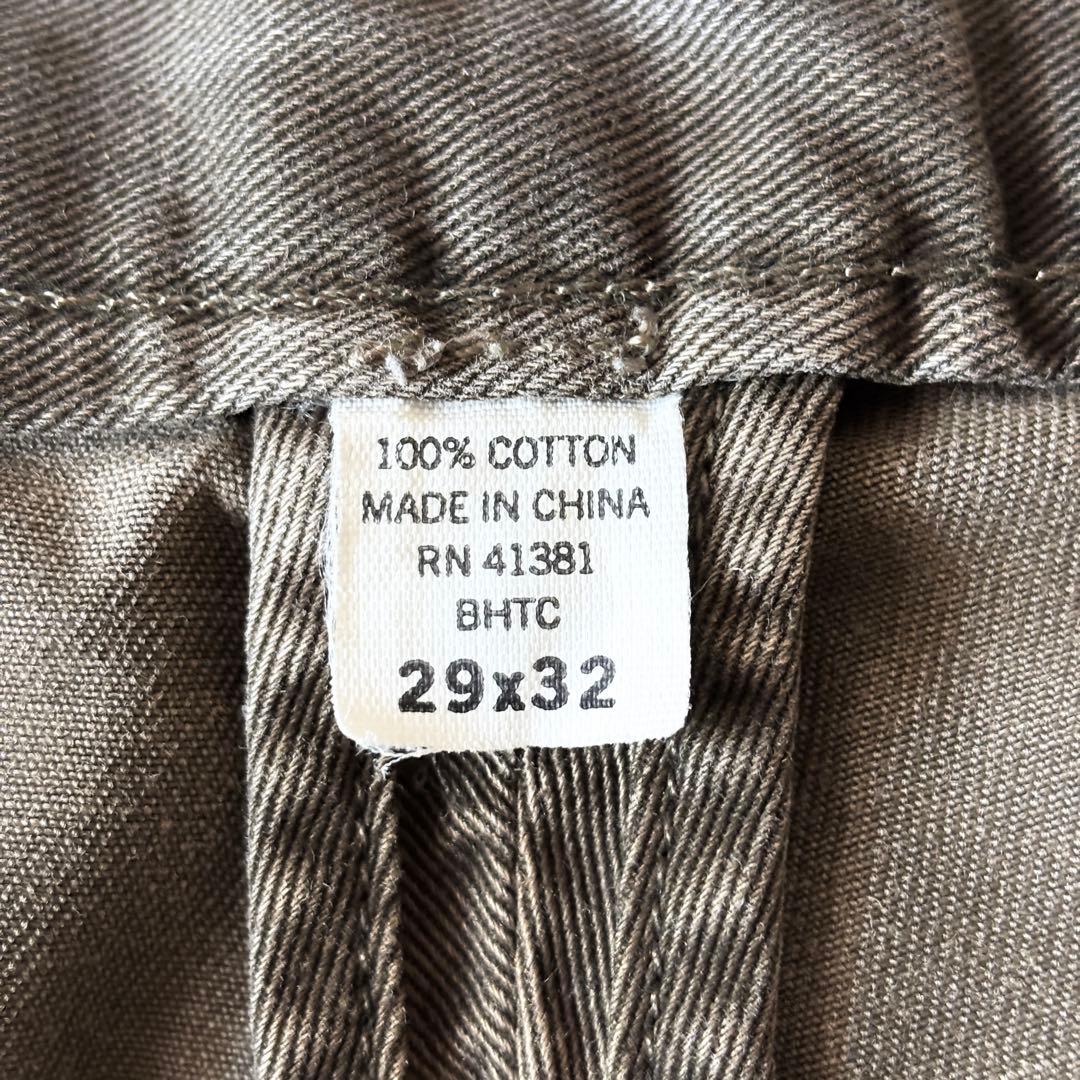 100% COTTON
MADE IN CHINA
RN 41381
BHTC
29x32